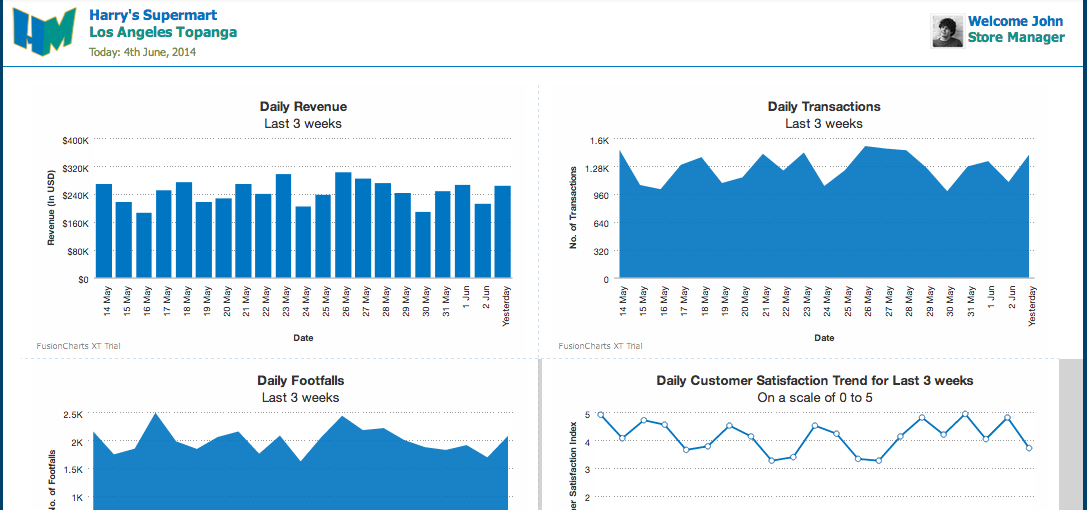 HM
Harry's Supermart
Los Angeles Topanga
Today: 4th June, 2014
Welcome John
Store Manager
Daily Revenue
Last 3 weeks
$400K
$320K
$240K
$160K
$80K
$0
Revenue (In USD)
14 May
15 May
16 May
17 May
18 May
19 May
20 May
21 May
22 May
23 May
24 May
25 May
26 May
27 May
28 May
29 May
30 May
31 May
1 Jun
2 Jun
Yesterday
Date
FusionCharts XT Trial
Daily Transactions
Last 3 weeks
1.6K
1.28K
960
640
320
0
No. of Transactions
14 May
15 May
16 May
17 May
18 May
19 May
20 May
21 May
22 May
23 May
24 May
25 May
26 May
27 May
28 May
29 May
30 May
31 May
1 Jun
2 Jun
Yesterday
Date
FusionCharts XT Trial
Daily Footfalls
Last 3 weeks
2.5K
2K
1.5K
1K
No. of Footfalls
Daily Customer Satisfaction Trend for Last 3 weeks
On a scale of 0 to 5
5
4
3
2
er Satisfaction Index